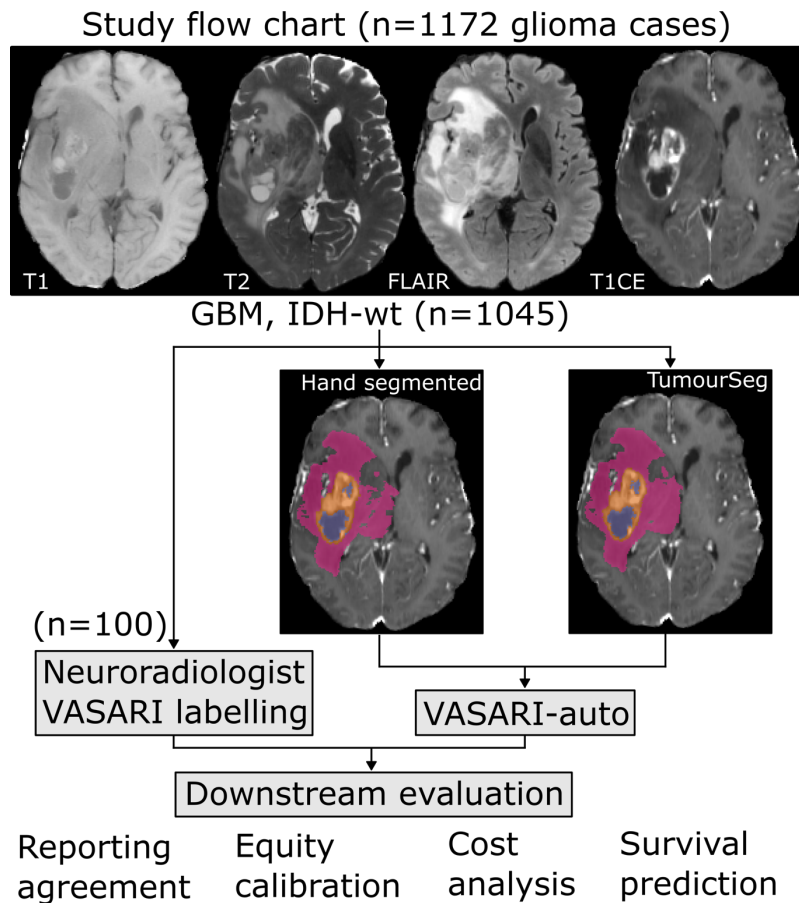 Study flow chart (n=1172 glioma cases)
T1
T2
FLAIR
T1CE
GBM, IDH-wt (n=1045)
Hand segmented
TumourSeg
(n=100)
Neuroradiologist
VASARI labelling
VASARI-auto
Downstream evaluation
Reporting
agreement
Equity
calibration
Cost
analysis
Survival
prediction